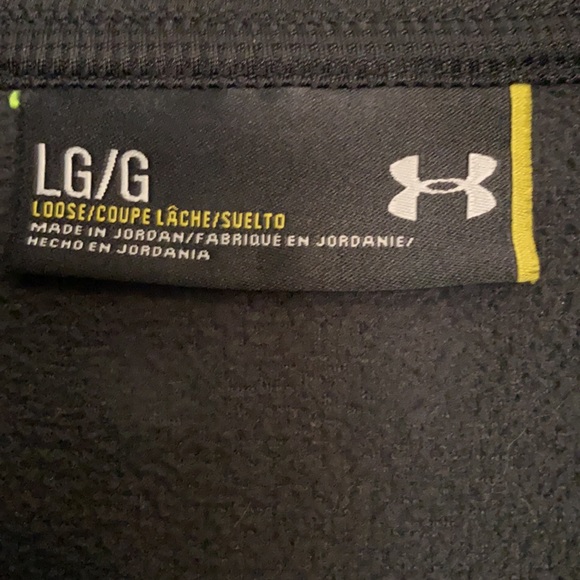 LG/G
LOOSE/COUPE LÂCHE/SUELTO
MADE IN JORDAN/FABRIQUÉ EN JORDANIE/
HECHO EN JORDANIA